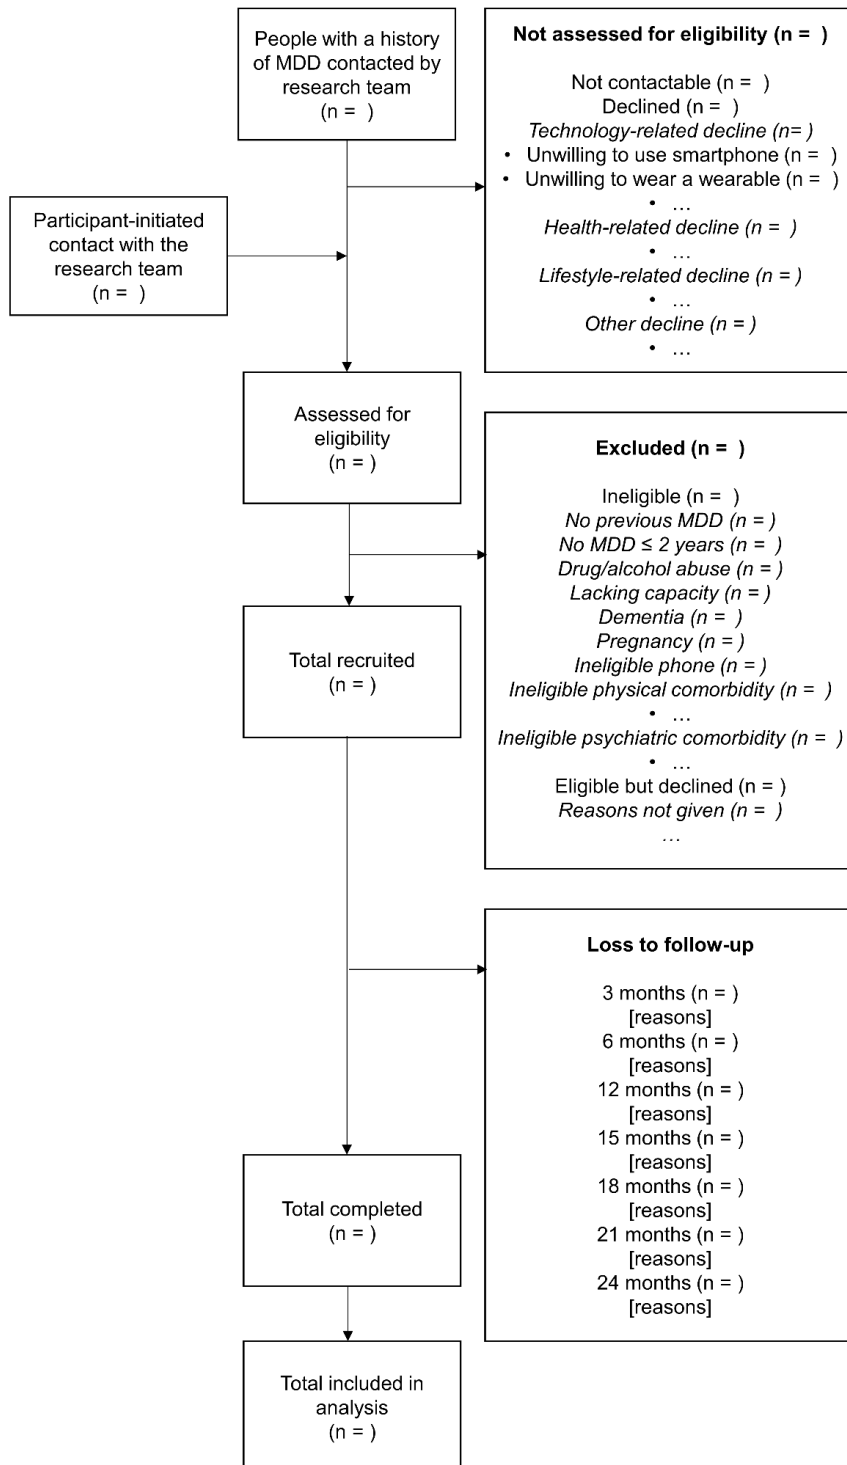 People with a history
of MDD contacted by
research team
(n =  )
Not assessed for eligibility (n =  )
Not contactable (n =  )
Declined (n =  )
Technology-related decline (n= )
• Unwilling to use smartphone (n =  )
• Unwilling to wear a wearable (n =  )
• …
Health-related decline (n =  )
• …
Lifestyle-related decline (n = )
• …
Other decline (n = )
• …
Participant-initiated
contact with the
research team
(n =  )
Assessed for
eligibility
(n = )
Excluded (n =  )
Ineligible (n =  )
No previous MDD (n = )
No MDD ≤ 2 years (n =  )
Drug/alcohol abuse (n = )
Lacking capacity (n = )
Dementia (n =  )
Pregnancy (n = )
Ineligible phone (n = )
Ineligible physical comorbidity (n =  )
• …
Ineligible psychiatric comorbidity (n =  )
• …
Eligible but declined (n = )
Reasons not given (n =  )
…
Total recruited
(n = )
Loss to follow-up
3 months (n = )
[reasons]
6 months (n = )
[reasons]
12 months (n = )
[reasons]
15 months (n = )
[reasons]
18 months (n = )
[reasons]
21 months (n = )
[reasons]
24 months (n = )
[reasons]
Total completed
(n = )
Total included in
analysis
(n = )